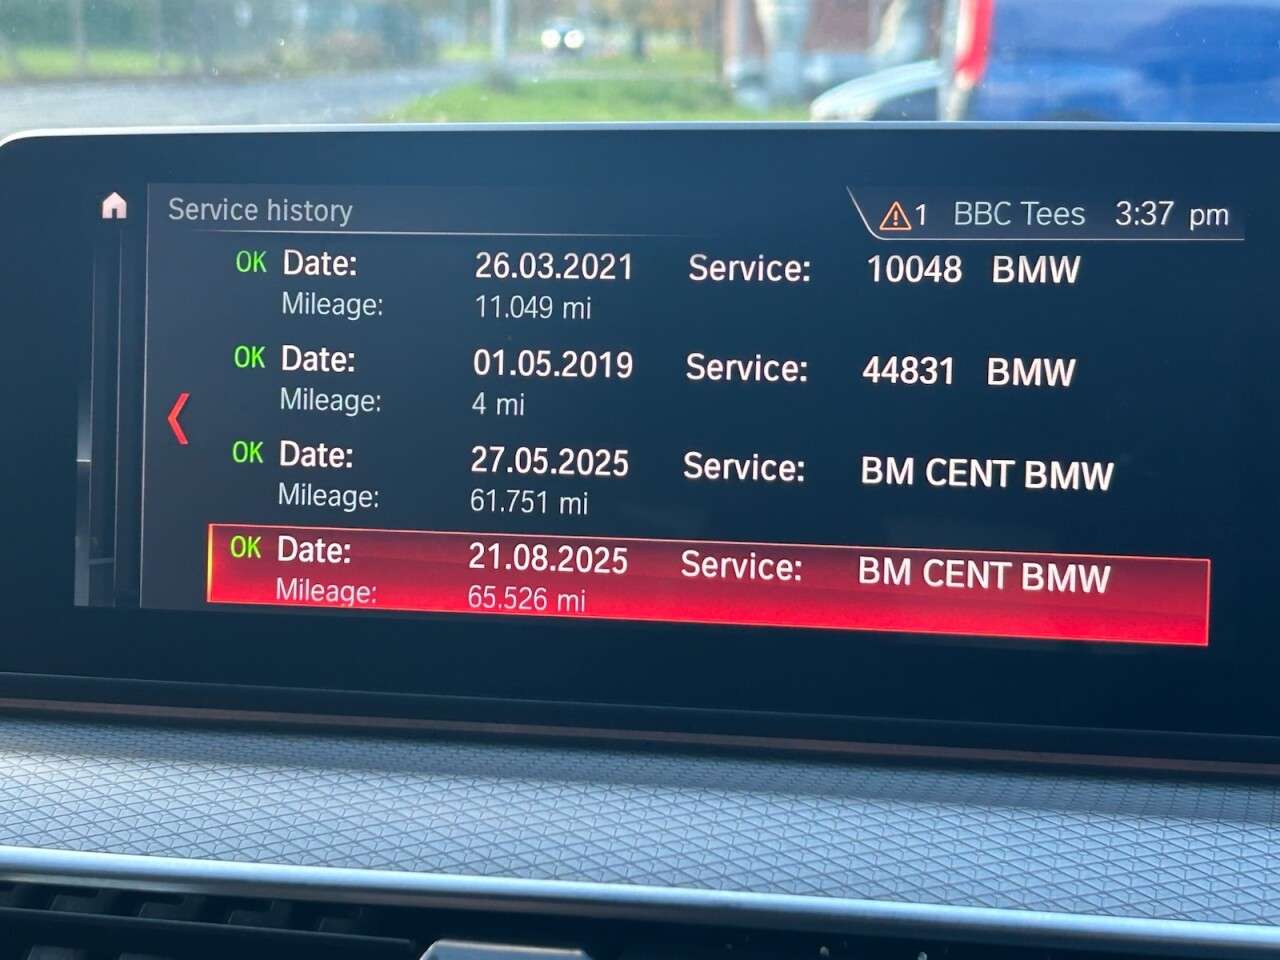 Service history
1 BBC Tees 3:37 pm
OK Date: 26.03.2021 Service: 10048 BMW
Mileage: 11.049 mi
OK Date: 01.05.2019 Service: 44831 BMW
Mileage: 4 mi
OK Date: 27.05.2025 Service: BM CENT BMW
Mileage: 61.751 mi
OK Date: 21.08.2025 Service: BM CENT BMW
Mileage: 65.526 mi